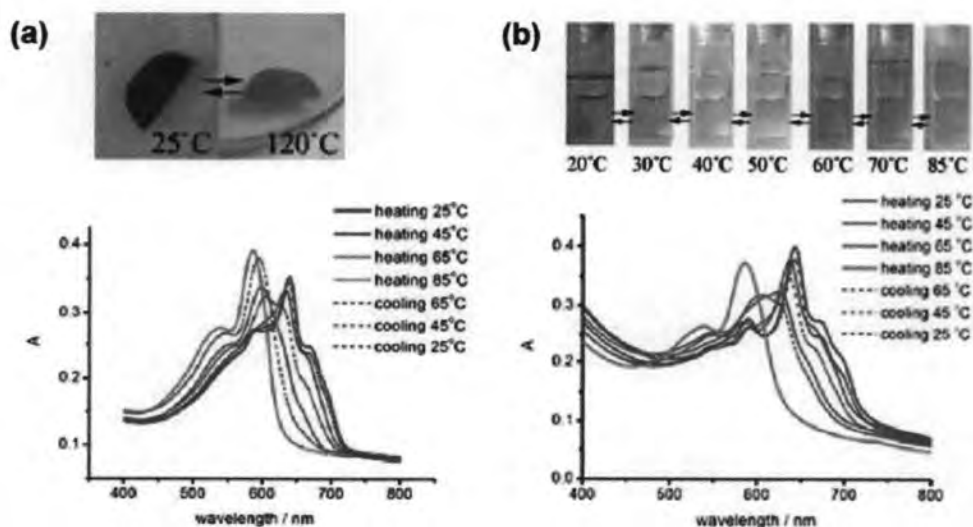 (a)
25°C
120°C
heating 25°C
heating 45°C
heating 65°C
heating 85°C
cooling 65°C
cooling 45°C
cooling 25°C
0.4
0.3
0.2
0.1
A
400 500 600 700 800
wavelength / nm
(b)
20°C 30°C 40°C 50°C 60°C 70°C 85°C
heating 25 °C
heating 45 °C
heating 65 °C
heating 85 °C
cooling 65 °C
cooling 45 °C
cooling 25 °C
0.5
0.4
0.3
0.2
0.1
0.0
A
400 500 600 700 800
wavelength / nm